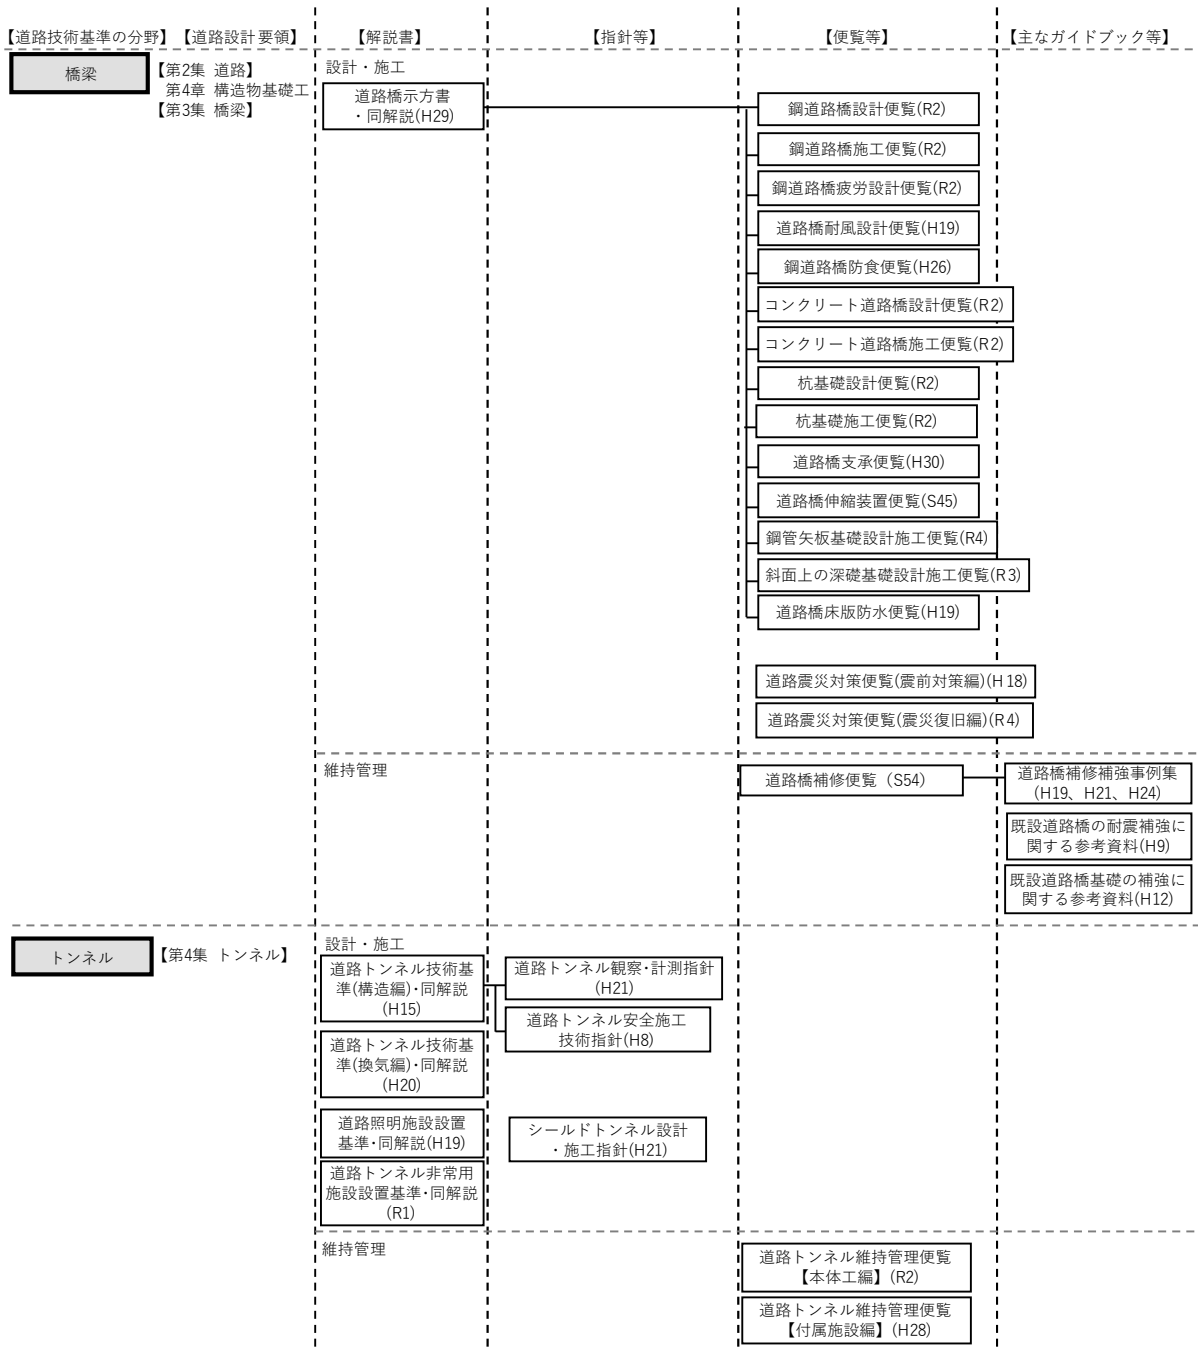 【道路技術基準の分野】【道路設計要領】 【解説書】 【指針等】 【便覧等】 【主なガイドブック等】
橋梁
【第2集 道路】
第4章 構造物基礎工
【第3集 橋梁】
設計・施工
道路橋示方書
・同解説(H29)
鋼道路橋設計便覧(R2)
鋼道路橋施工便覧(R2)
鋼道路橋疲労設計便覧(R2)
道路橋耐風設計便覧(H19)
鋼道路橋防食便覧(H26)
コンクリート道路橋設計便覧(R2)
コンクリート道路橋施工便覧(R2)
杭基礎設計便覧(R2)
杭基礎施工便覧(R2)
道路橋支承便覧(H30)
道路橋伸縮装置便覧(S45)
鋼管矢板基礎設計施工便覧(R4)
斜面上の深礎基礎設計施工便覧(R3)
道路橋床版防水便覧(H19)
道路震災対策便覧(震前対策編)(H18)
道路震災対策便覧(震災復旧編)(R4)
維持管理
道路橋補修便覧（S54）
道路橋補修補強事例集
(H19、H21、H24)
既設道路橋の耐震補強に
関する参考資料(H9)
既設道路橋基礎の補強に
関する参考資料(H12)
トンネル
【第4集 トンネル】
設計・施工
道路トンネル技術基
準(構造編)・同解説
(H15)
道路トンネル観察・計測指針
(H21)
道路トンネル安全施工
技術指針(H8)
道路トンネル技術基
準(換気編)・同解説
(H20)
道路照明施設設置
基準・同解説(H19)
シールドトンネル設計
・施工指針(H21)
道路トンネル非常用
施設設置基準・同解説
(R1)
維持管理
道路トンネル維持管理便覧
【本体工編】(R2)
道路トンネル維持管理便覧
【付属施設編】(H28)